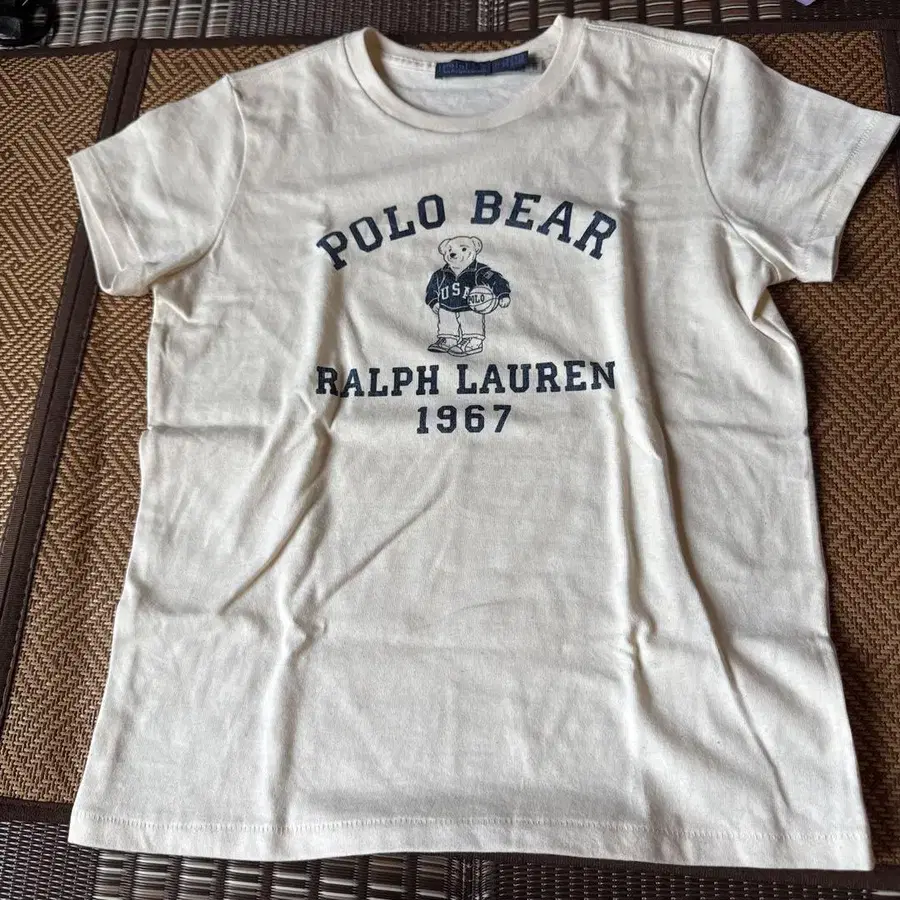 POLO BEAR
USA
POLO
RALPH LAUREN
1967